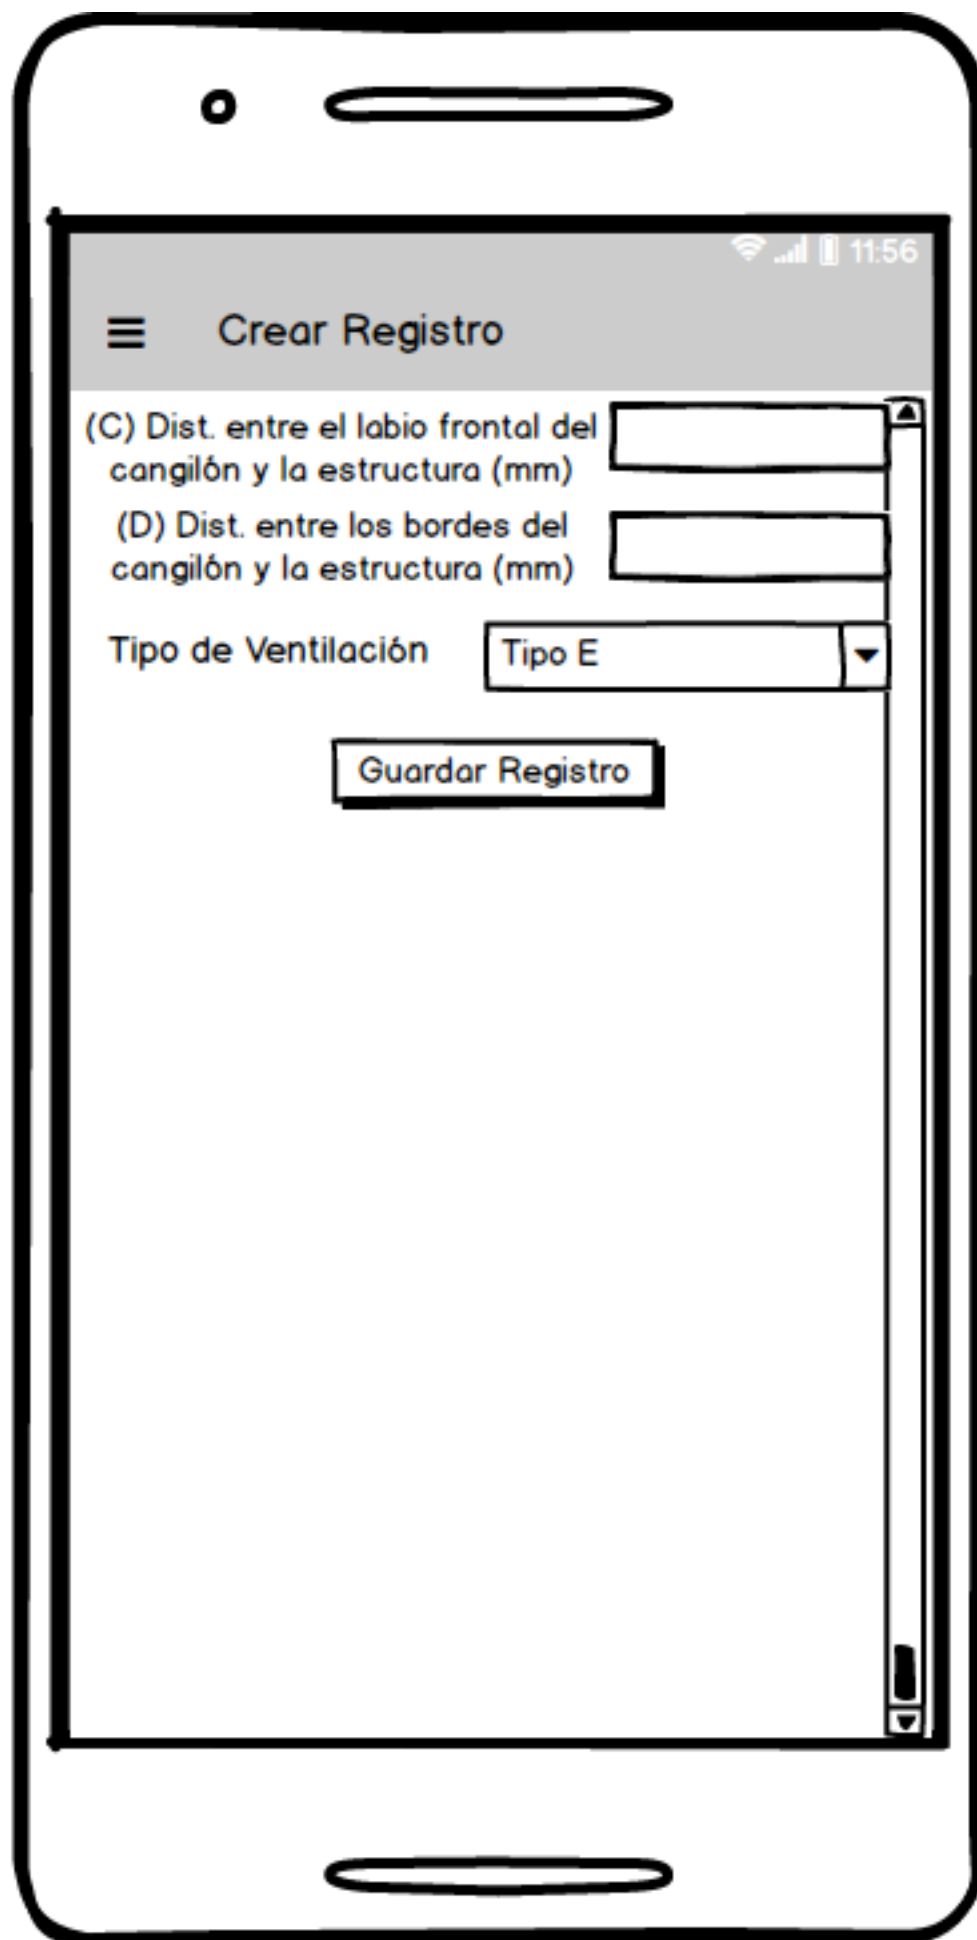 11:56
Crear Registro
(C) Dist. entre el labio frontal del
cangilón y la estructura (mm)
(D) Dist. entre los bordes del
cangilón y la estructura (mm)
Tipo de Ventilación
Tipo E
Guardar Registro